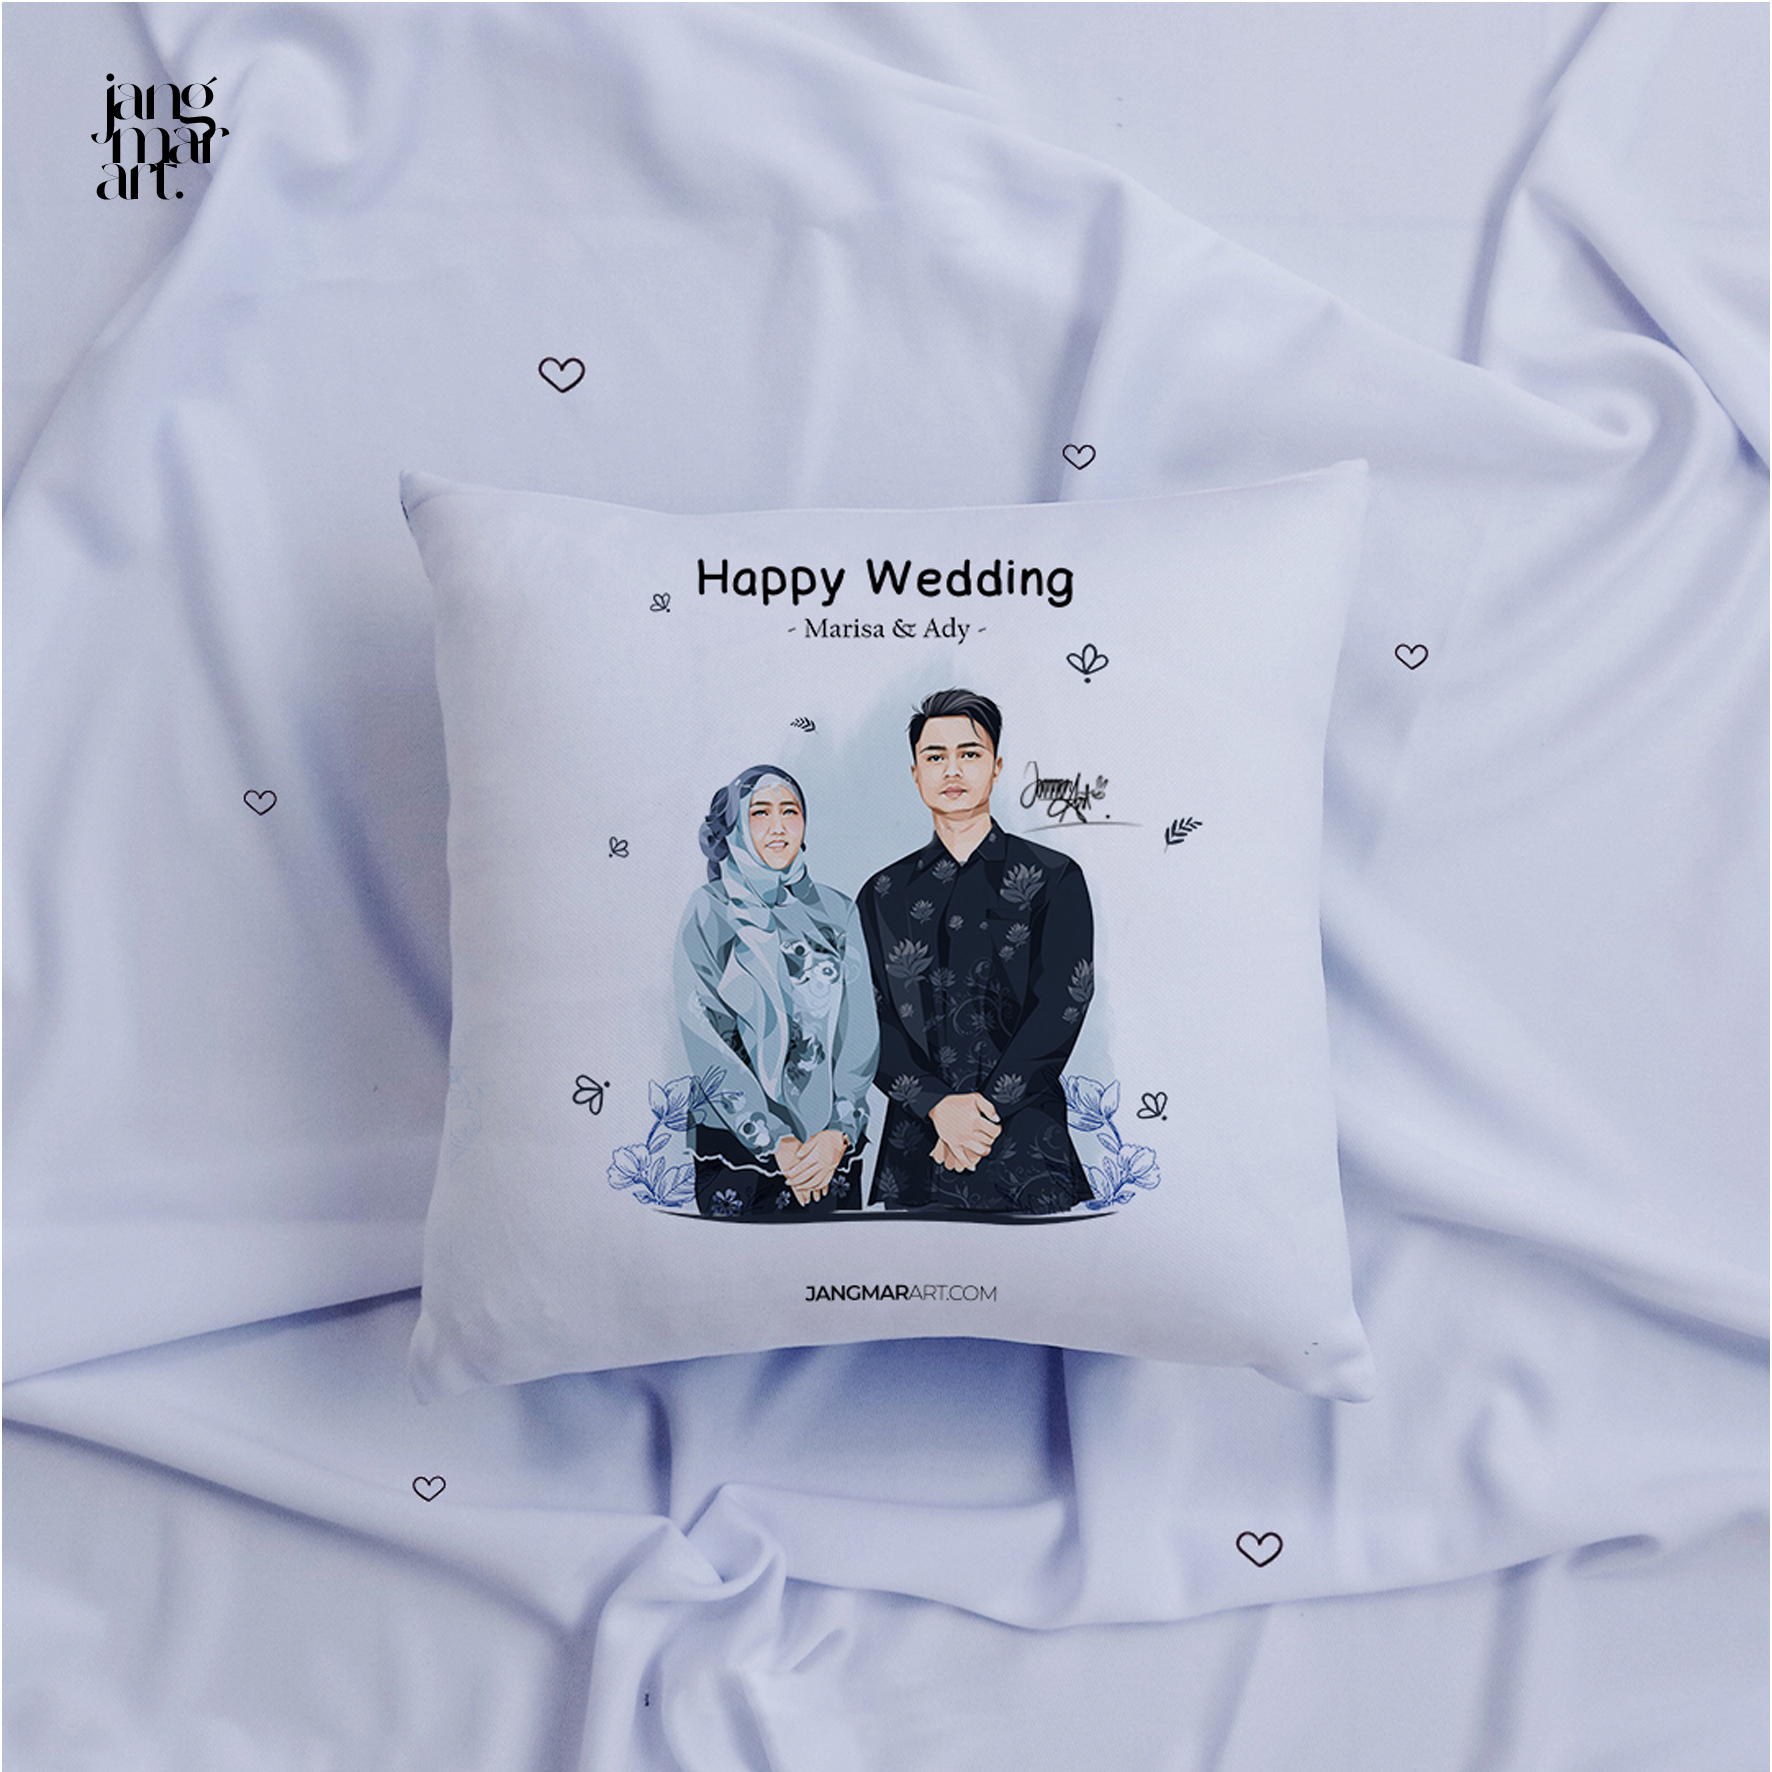 jang
mar
art.
Happy Wedding
- Marisa & Ady -
JANGMARART.COM